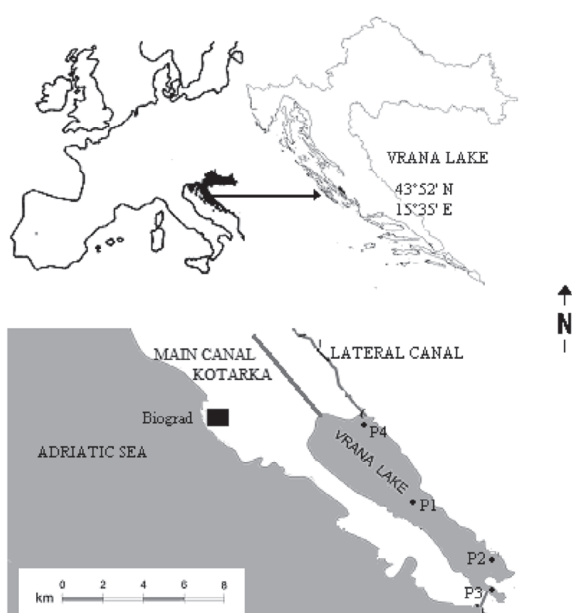 VRANA LAKE
43°52' N
15°35' E
N
MAIN CANAL
KOTARKA
LATERAL CANAL
Biograd
P4
ADRIATIC SEA
VRANA LAKE
P1
P2
P3
km 0 2 4 6 8